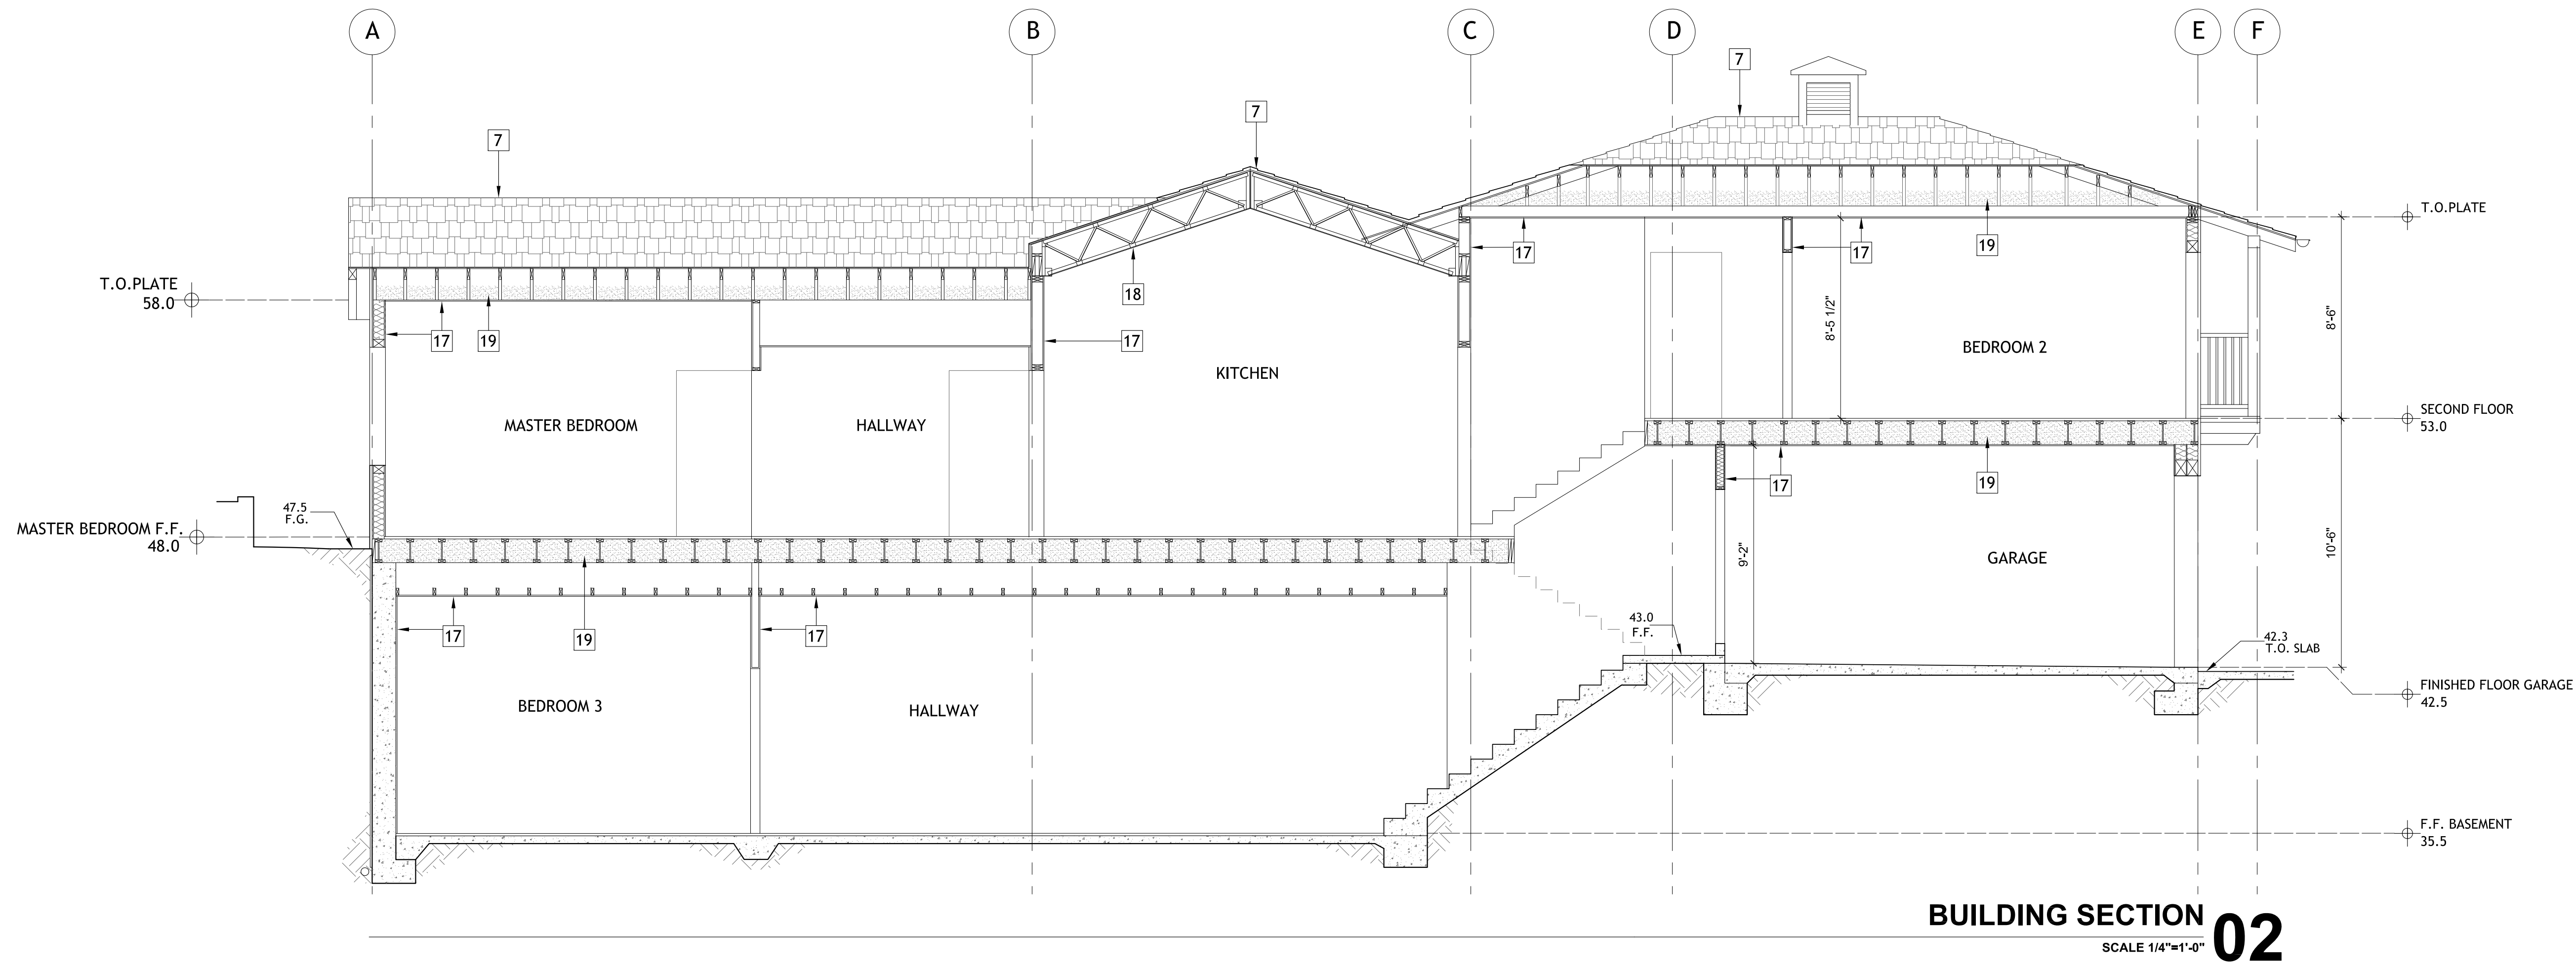 A
B
C
D
E
F
7
7
7
T.O.PLATE
T.O.PLATE
58.0
17
19
18
17
17
17
19
8'-5 1/2"
8'-6"
KITCHEN
BEDROOM 2
MASTER BEDROOM
HALLWAY
SECOND FLOOR
53.0
17
19
47.5
F.G.
MASTER BEDROOM F.F.
48.0
9'-2"
GARAGE
10'-6"
17
19
17
43.0
F.F.
42.3
T.O. SLAB
FINISHED FLOOR GARAGE
42.5
BEDROOM 3
HALLWAY
F.F. BASEMENT
35.5
BUILDING SECTION
02
SCALE 1/4"=1'-0"